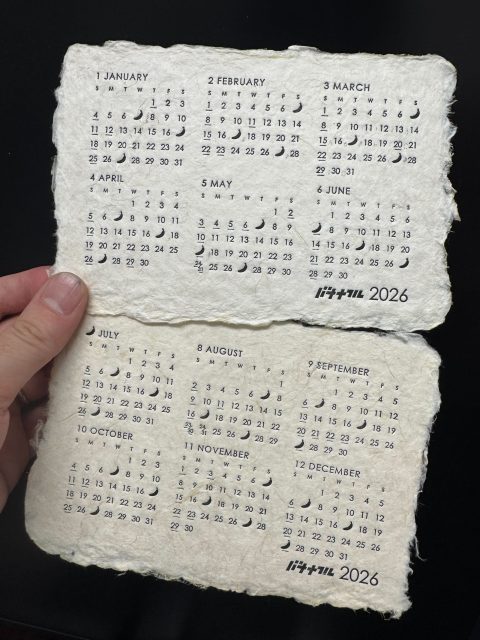 1 JANUARY
S M T W T F S
1 2 3
4 5 6 8 9 10
11 12 13 14 15 16
18 19 20 21 22 23 24
25 26 28 29 30 31
2 FEBRUARY
S M T W T F S
1 2 3 4 5 6
8 9 10 11 12 13 14
15 16 18 19 20 21
22 23 24 25 26 28
3 MARCH
S M T W T F S
1 2 3 4 5 6
8 9 10 11 12 13 14
15 16 18 19 20 21
22 23 24 25 26 28
29 30 31
4 APRIL
S M T W T F S
1 2 3 4
5 6 8 9 10 11
12 13 14 15 16 18
19 20 21 22 23 24 25
26 28 29 30
5 MAY
S M T W T F S
1 2
3 4 5 6 8 9
10 11 12 13 14 15 16
18 19 20 21 22 23
24 31 25 26 28 29 30
6 JUNE
S M T W T F S
1 2 3 4 5 6
8 9 10 11 12 13
14 15 16 18 19 20
21 22 23 24 25 26
28 29 30
2026
JULY
S M T W T F S
1 2 3 4
5 6 8 9 10 11
12 13 14 15 16 18
19 20 21 22 23 24 25
26 28 29 30 31
8 AUGUST
S M T W T F S
1
2 3 4 5 6 8
9 10 11 12 13 14 15
16 18 19 20 21 22
23 30 24 31 25 26 28 29
9 SEPTEMBER
S M T W T F S
1 2 3 4 5
6 8 9 10 11 12
13 14 15 16 18 19
20 21 22 23 24 25 26
28 29 30
10 OCTOBER
S M T W T F S
1 2 3
4 5 6 8 9 10
11 12 13 14 15 16
18 19 20 21 22 23 24
25 26 28 29 30 31
11 NOVEMBER
S M T W T F S
1 2 3 4 5 6
8 9 10 11 12 13 14
15 16 18 19 20 21
22 23 24 25 26 28
29 30
12 DECEMBER
S M T W T F S
1 2 3 4 5
6 8 9 10 11 12
13 14 15 16 18 19
20 21 22 23 24 25 26
28 29 30 31
2026